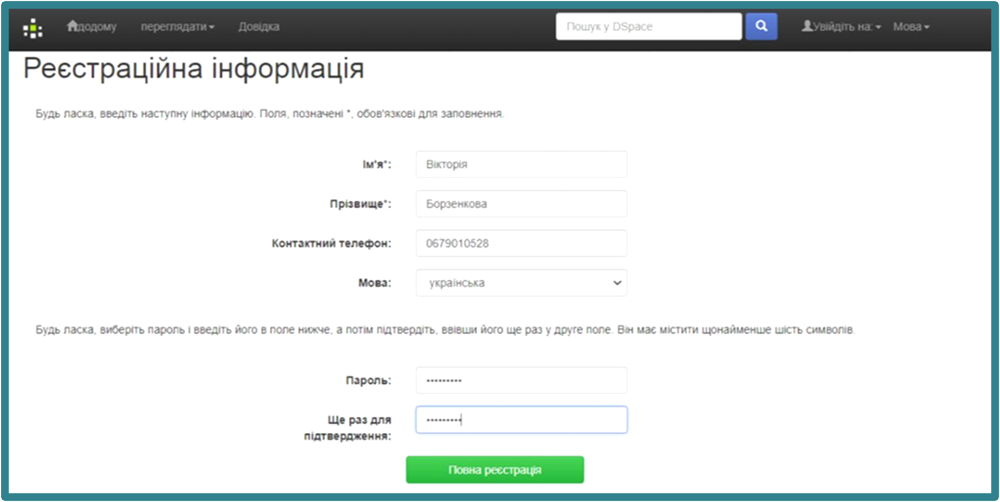 додому переглядати Довідка Пошук у DSpace Увійдіть на: Мова
Реєстраційна інформація
Будь ласка, введіть наступну інформацію. Поля, позначені *, обов'язкові для заповнення.
Ім'я*: Вікторія
Прізвище*: Борзенкова
Контактний телефон: 0679010528
Мова: українська
Будь ласка, виберіть пароль і введіть його в поле нижче, а потім підтвердіть, ввівши його ще раз у друге поле. Він має містити щонайменше шість символів.
Пароль: •••••••••
Ще раз для •••••••••
підтвердження:
Повна реєстрація